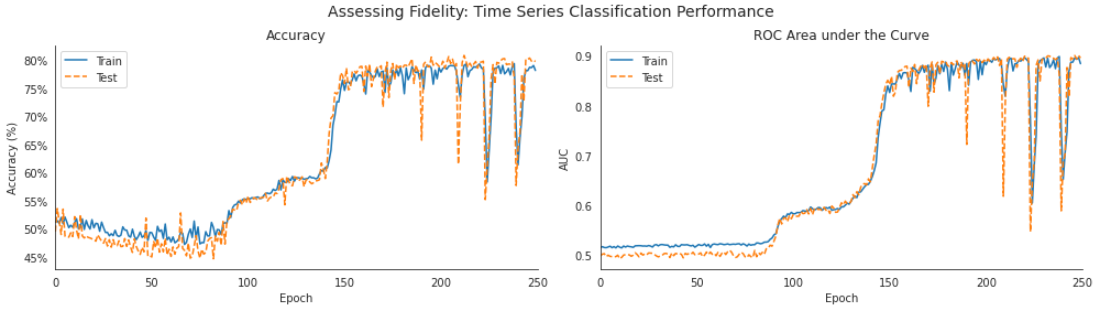 Assessing Fidelity: Time Series Classification Performance
Accuracy
Train
Test
80%
75%
70%
65%
60%
55%
50%
45%
Accuracy (%)
0 50 100 150 200 250
Epoch
ROC Area under the Curve
Train
Test
0.9
0.8
0.7
0.6
0.5
AUC
0 50 100 150 200 250
Epoch